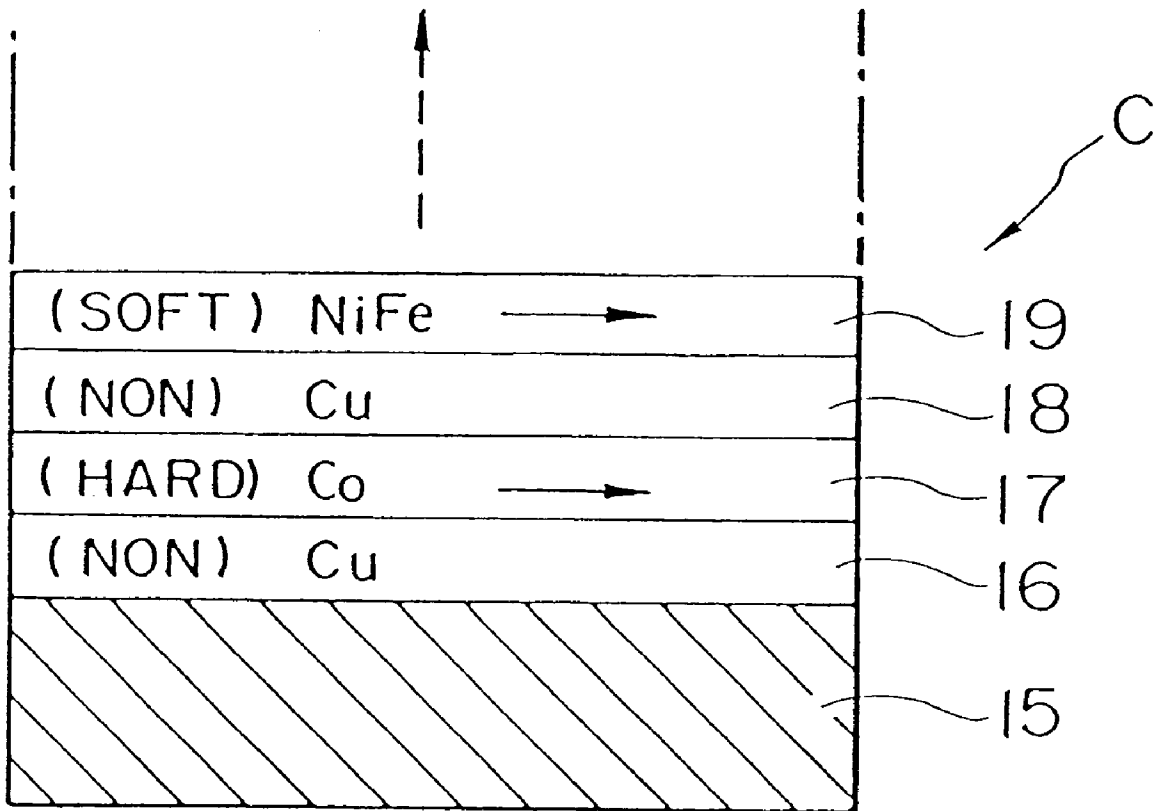 C
(SOFT) NiFe 19
(NON) Cu 18
(HARD) Co 17
(NON) Cu 16
15